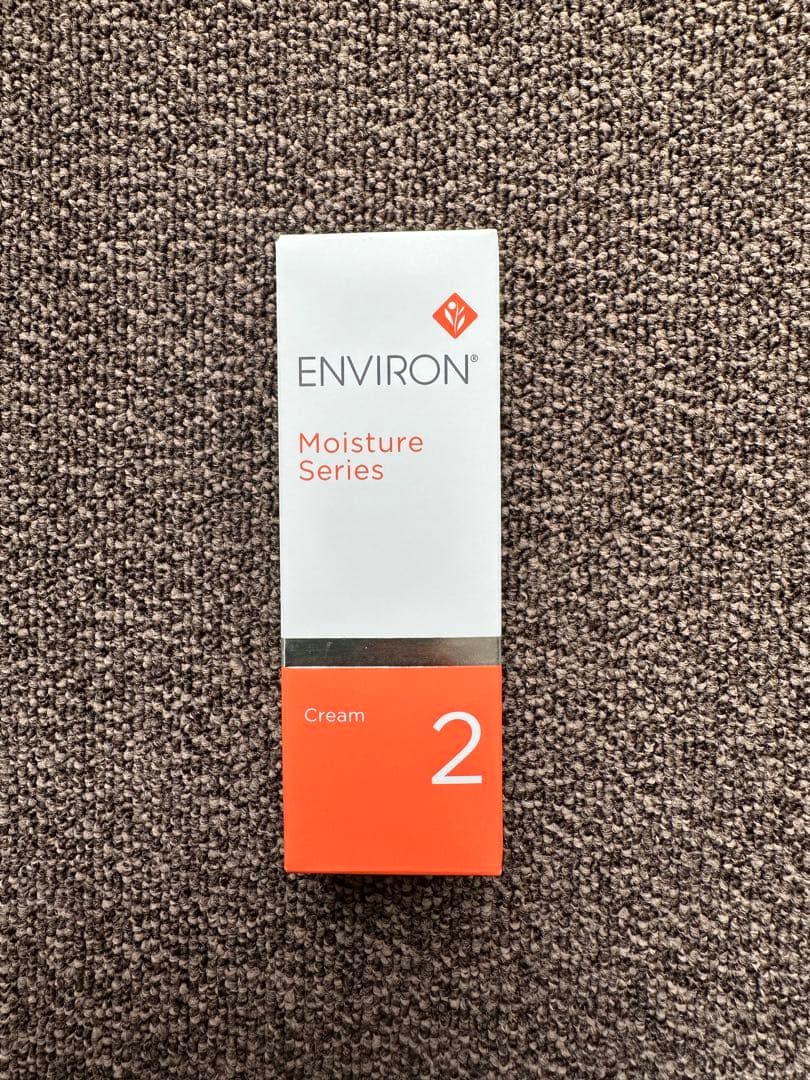 ENVIRON®
Moisture
Series
Cream
2